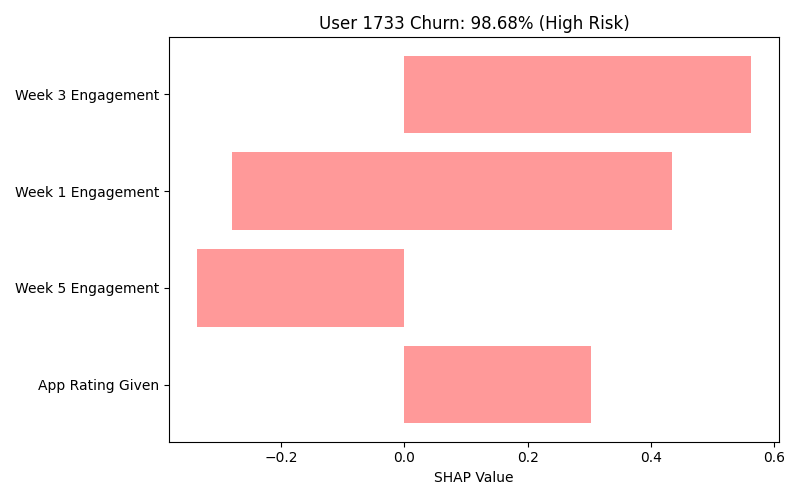 User 1733 Churn: 98.68% (High Risk)
Week 3 Engagement
Week 1 Engagement
Week 5 Engagement
App Rating Given
−0.2 0.0 0.2 0.4 0.6
SHAP Value